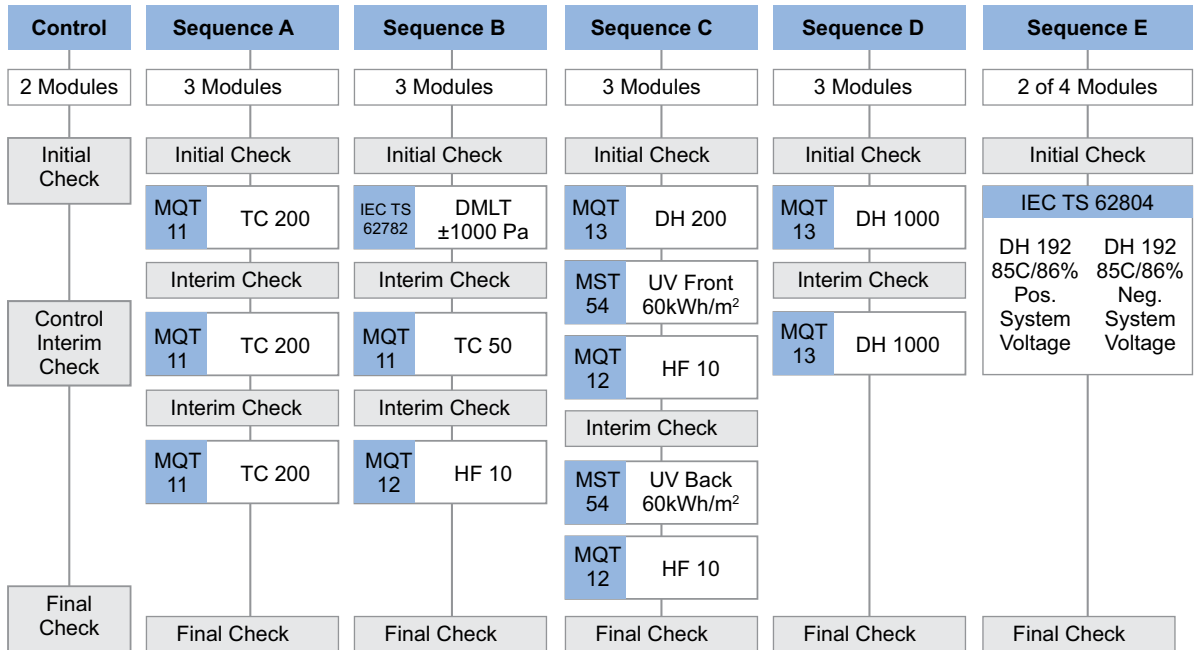 Control
2 Modules
Initial
Check
Control
Interim
Check
Final
Check
Sequence A
3 Modules
Initial Check
MQT
11
TC 200
Interim Check
MQT
11
TC 200
Interim Check
MQT
11
TC 200
Final Check
Sequence B
3 Modules
Initial Check
IEC TS
62782
DMLT
±1000 Pa
Interim Check
MQT
11
TC 50
Interim Check
MQT
12
HF 10
Final Check
Sequence C
3 Modules
Initial Check
MQT
13
DH 200
MST
54
UV Front
60kWh/m²
MQT
12
HF 10
Interim Check
MST
54
UV Back
60kWh/m²
MQT
12
HF 10
Final Check
Sequence D
3 Modules
Initial Check
MQT
13
DH 1000
Interim Check
MQT
13
DH 1000
Final Check
Sequence E
2 of 4 Modules
Initial Check
IEC TS 62804
DH 192
85C/86%
Pos.
System
Voltage
DH 192
85C/86%
Neg.
System
Voltage
Final Check